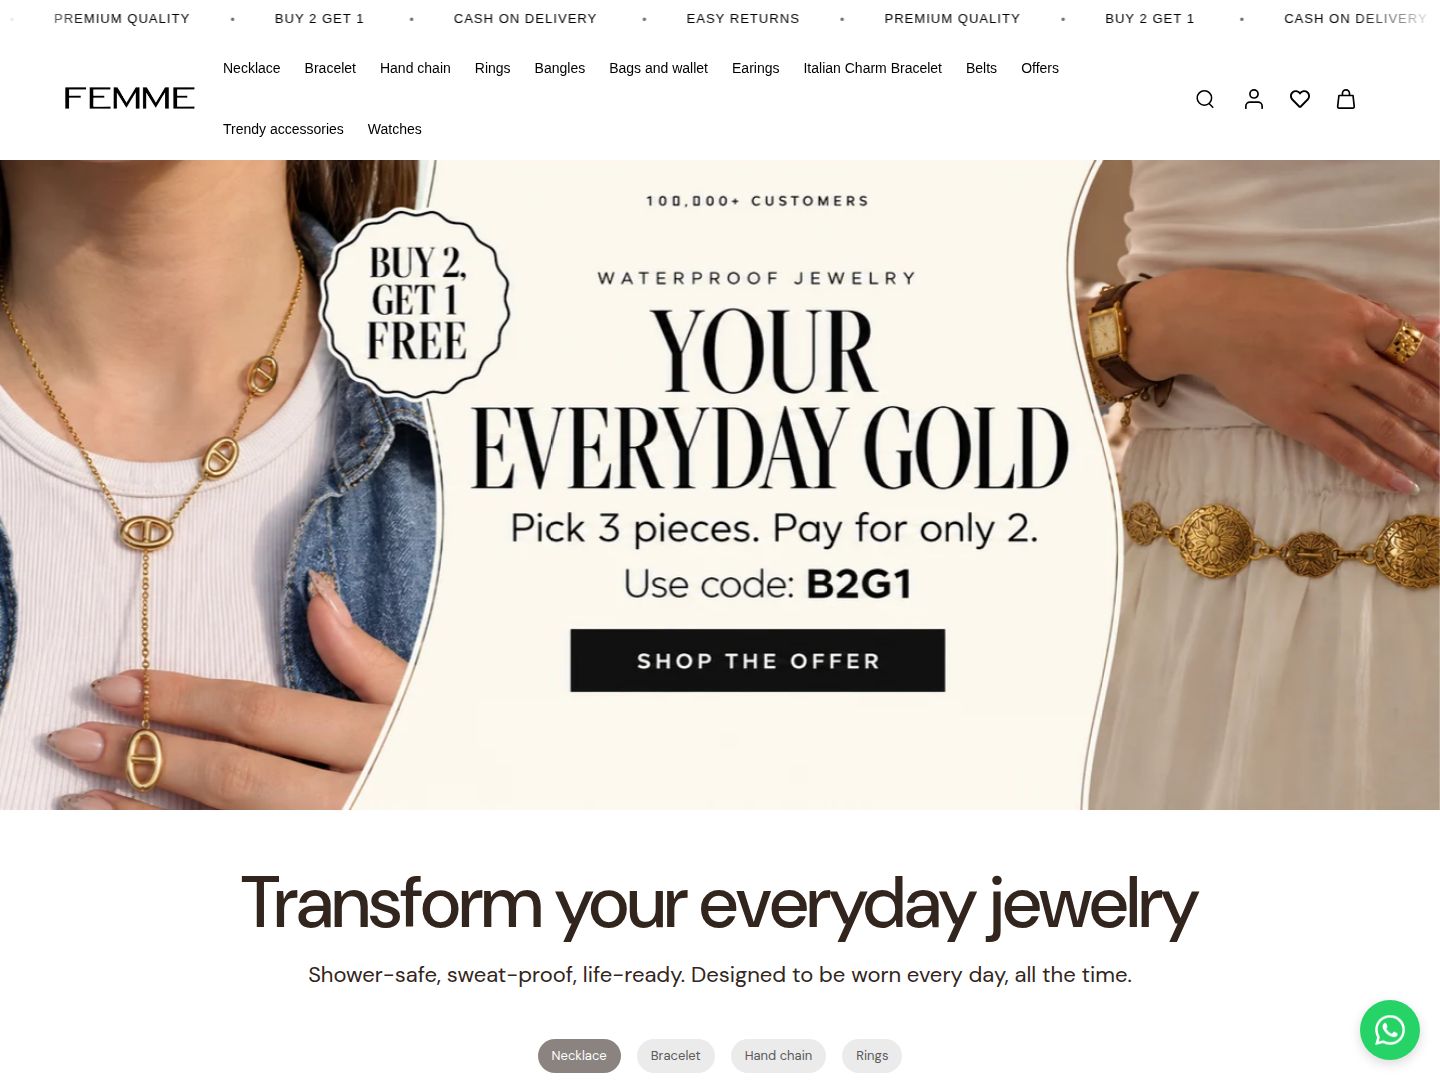 PREMIUM QUALITY • BUY 2 GET 1 • CASH ON DELIVERY • EASY RETURNS • PREMIUM QUALITY • BUY 2 GET 1 • CASH ON DELIVERY
FEMME
Necklace Bracelet Hand chain Rings Bangles Bags and wallet Earings Italian Charm Bracelet Belts Offers
Trendy accessories Watches
CUSTOMERS
BUY 2,
GET 1
FREE
WATERPROOF JEWELRY
YOUR
EVERYDAY GOLD
Pick 3 pieces. Pay for only 2.
Use code: B2G1
SHOP THE OFFER
Transform your everyday jewelry
Shower-safe, sweat-proof, life-ready. Designed to be worn every day, all the time.
Necklace Bracelet Hand chain Rings